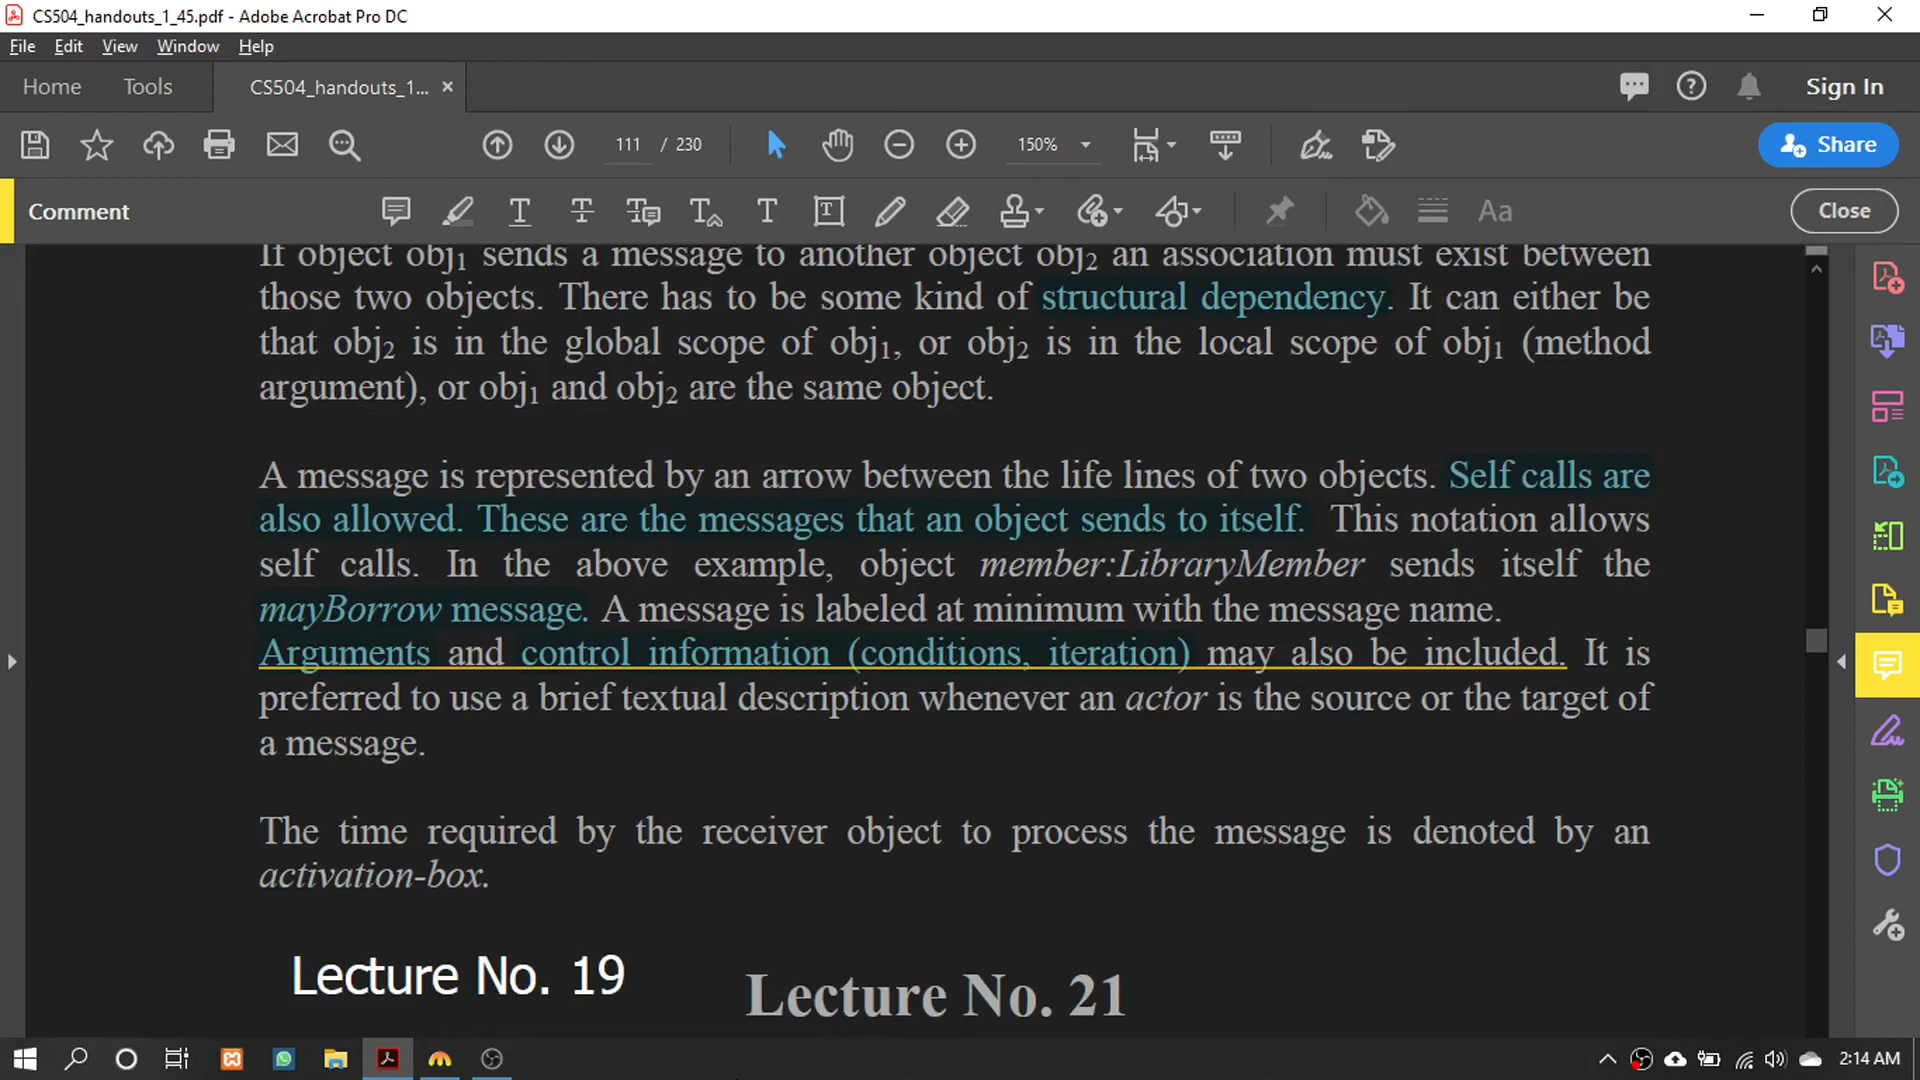 CS504_handouts_1_45.pdf - Adobe Acrobat Pro DC
File Edit View Window Help
Home Tools CS504_handouts_1... × Sign In
111 / 230 150% Share
Comment Aa Close
If object obj1 sends a message to another object obj2 an association must exist between
those two objects. There has to be some kind of structural dependency. It can either be
that obj2 is in the global scope of obj1, or obj2 is in the local scope of obj1 (method
argument), or obj1 and obj2 are the same object.
A message is represented by an arrow between the life lines of two objects. Self calls are
also allowed. These are the messages that an object sends to itself. This notation allows
self calls. In the above example, object member:LibraryMember sends itself the
mayBorrow message. A message is labeled at minimum with the message name.
Arguments and control information (conditions, iteration) may also be included. It is
preferred to use a brief textual description whenever an actor is the source or the target of
a message.
The time required by the receiver object to process the message is denoted by an
activation-box.
Lecture No. 19
Lecture No. 21
2:14 AM